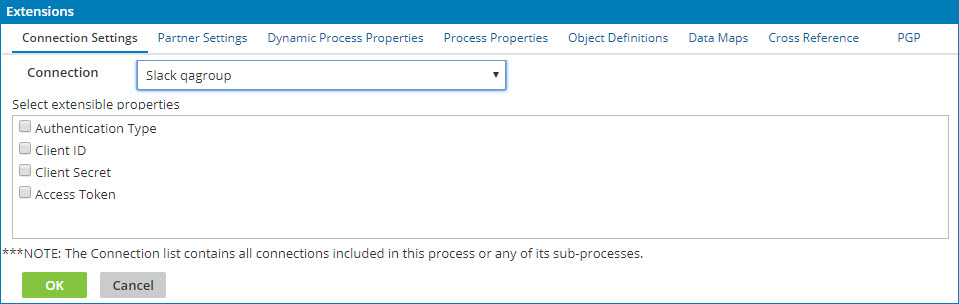 Extensions
Connection Settings Partner Settings Dynamic Process Properties Process Properties Object Definitions Data Maps Cross Reference PGP
Connection Slack qagroup
Select extensible properties
Authentication Type
Client ID
Client Secret
Access Token
***NOTE: The Connection list contains all connections included in this process or any of its sub-processes.
OK Cancel